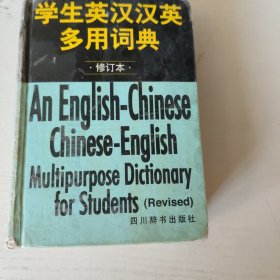 学生英汉汉英
多用词典
·修订本·
An English-Chinese
Chinese-English
Multipurpose Dictionary
for Students (Revised)
四川辞书出版社